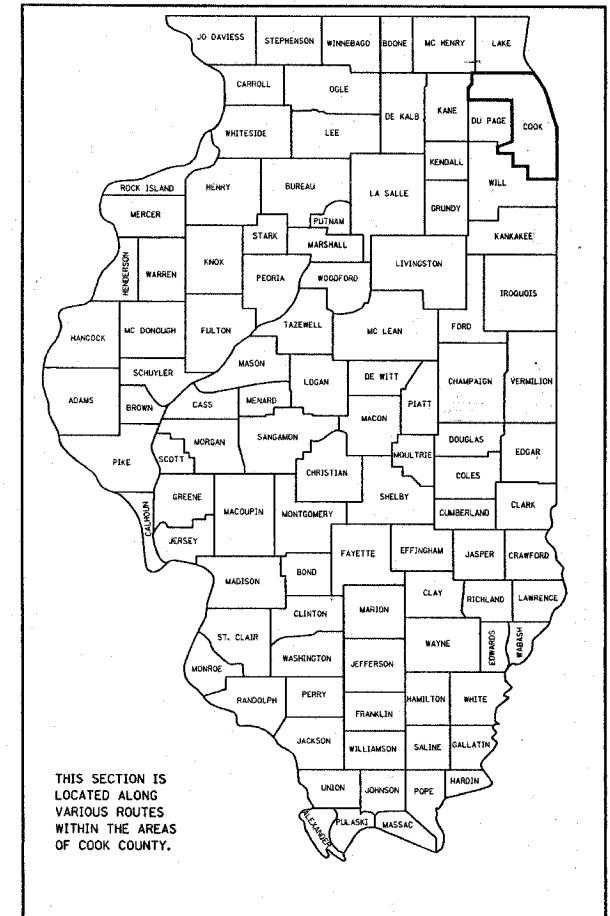 JO DAVIESS
STEPHENSON
WINNEBAGO
BOONE
MC HENRY
LAKE
CARROLL
OGLE
DE KALB
KANE
DU PAGE
COOK
WHITESIDE
LEE
KENDALL
WILL
ROCK ISLAND
HENRY
BUREAU
LA SALLE
GRUNDY
MERCER
PUTNAM
STARK
MARSHALL
KANKAKEE
HENDERSON
WARREN
KNOX
PEORIA
WOODFORD
LIVINGSTON
IROQUOIS
HANCOCK
MC DONOUGH
FULTON
TAZEWELL
MC LEAN
FORD
SCHUYLER
MASON
LOGAN
DE WITT
CHAMPAIGN
VERMILION
ADAMS
BROWN
CASS
MENARD
MACON
PIATT
PIKE
SCOTT
MORGAN
SANGAMON
MOULTRIE
DOUGLAS
EDGAR
CHRISTIAN
COLES
CALHOUN
GREENE
MACOUPIN
MONTGOMERY
SHELBY
CUMBERLAND
CLARK
JERSEY
FAYETTE
EFFINGHAM
JASPER
CRAWFORD
MADISON
BOND
CLAY
RICHLAND
LAWRENCE
CLINTON
MARION
ST. CLAIR
WAYNE
EDWARDS
WABASH
MONROE
WASHINGTON
JEFFERSON
RANDOLPH
PERRY
HAMILTON
WHITE
FRANKLIN
JACKSON
WILLIAMSON
SALINE
GALLATIN
UNION
JOHNSON
POPE
HARDIN
ALEXANDER
PULASKI
MASSAC
THIS SECTION IS
LOCATED ALONG
VARIOUS ROUTES
WITHIN THE AREAS
OF COOK COUNTY.